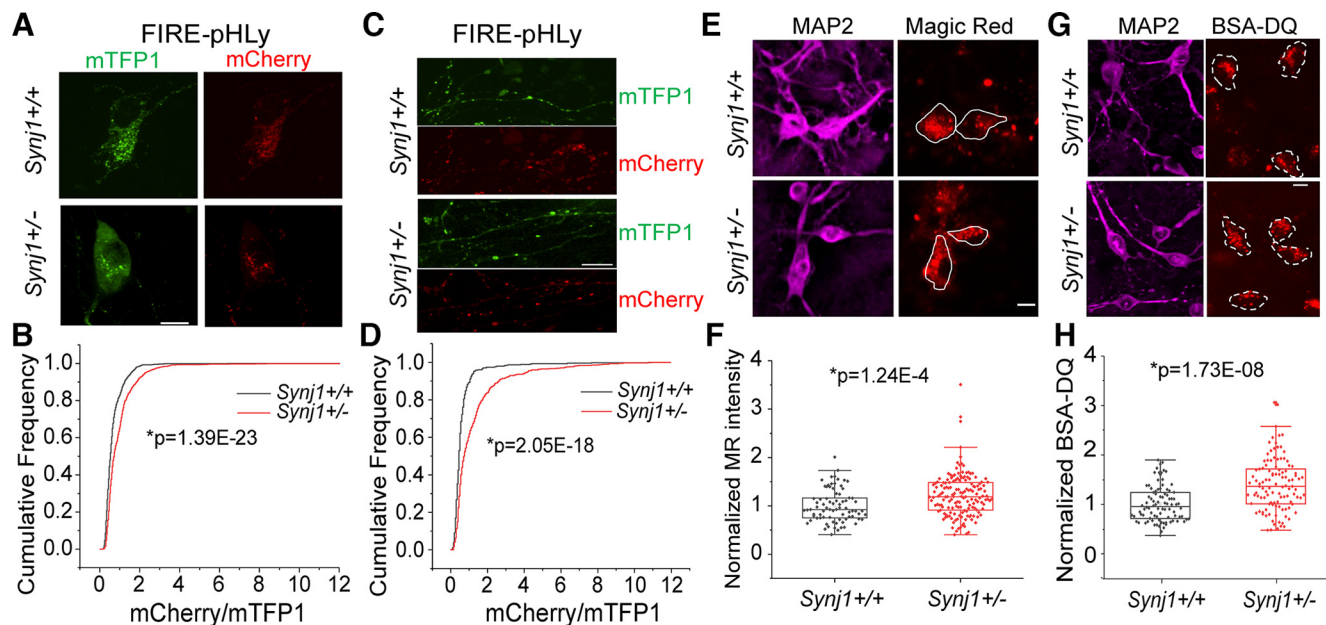 A
FIRE-pHLy
mTFP1
mCherry
Synj1+/+
Synj1+/-
B
Cumulative Frequency
1.0
0.8
0.6
0.4
0.2
0.0
Synj1+/+
Synj1+/-
*p=1.39E-23
0 2 4 6 8 10 12
mCherry/mTFP1
C
FIRE-pHLy
Synj1+/+
Synj1+/-
mTFP1
mCherry
mTFP1
mCherry
D
Cumulative Frequency
1.0
0.8
0.6
0.4
0.2
0.0
Synj1+/+
Synj1+/-
*p=2.05E-18
0 2 4 6 8 10 12
mCherry/mTFP1
E
MAP2
Magic Red
Synj1+/+
Synj1+/-
F
Normalized MR intensity
4
3
2
1
0
*p=1.24E-4
Synj1+/+
Synj1+/-
G
MAP2
BSA-DQ
Synj1+/+
Synj1+/-
H
Normalized BSA-DQ
4
3
2
1
0
*p=1.73E-08
Synj1+/+
Synj1+/-